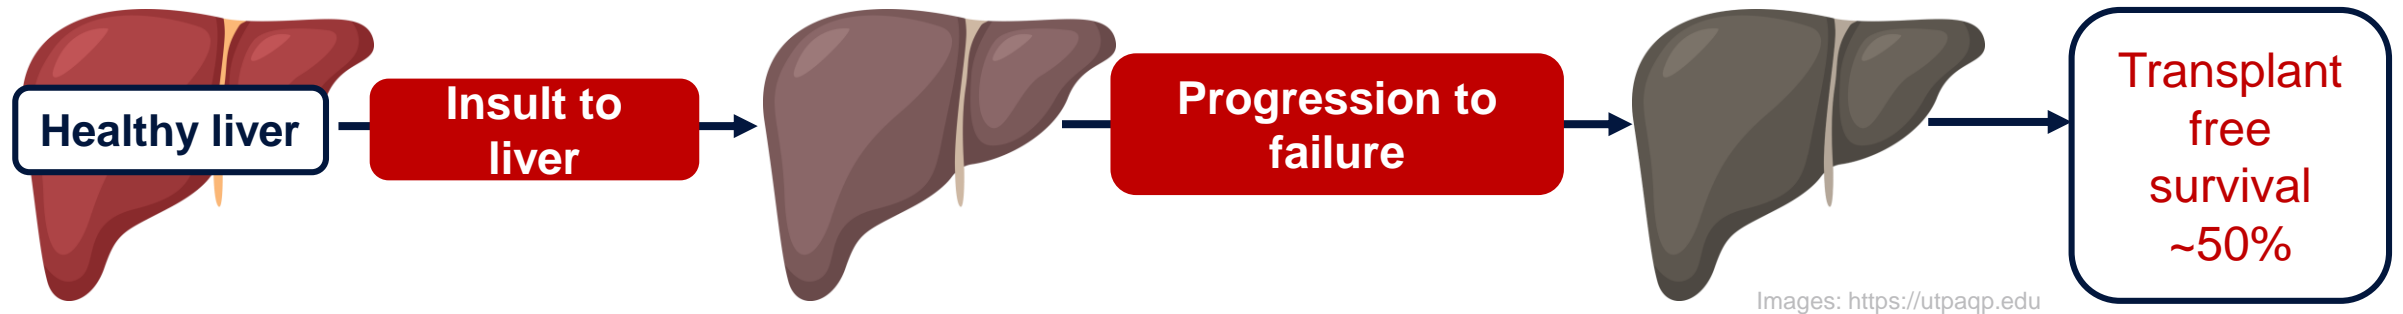 Healthy liver
Insult to
liver
Progression to
failure
Transplant
free
survival
~50%
Images: https://utpaqp.edu